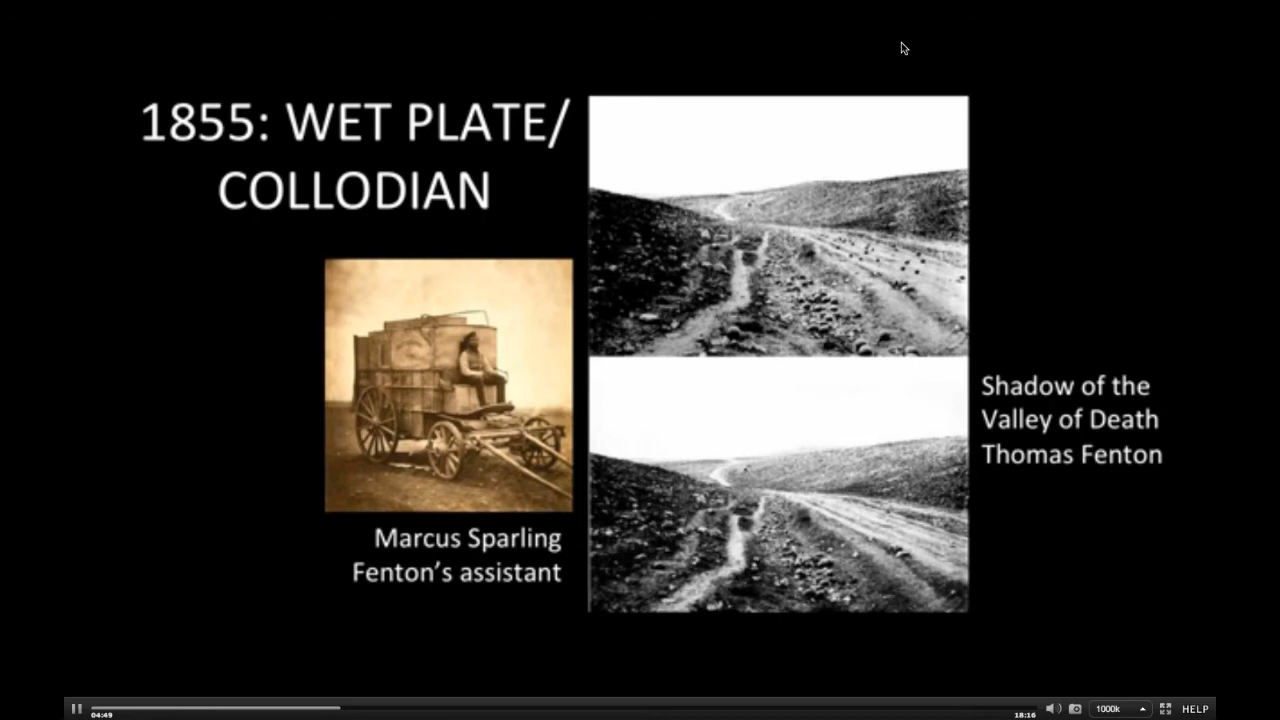 1855: WET PLATE/
COLLODIAN
Shadow of the
Valley of Death
Thomas Fenton
Marcus Sparling
Fenton’s assistant
04:49
18:16
1000k
HELP